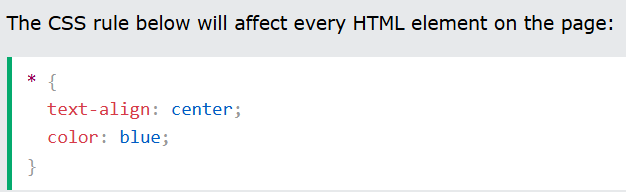 The CSS rule below will affect every HTML element on the page:
* {
  text-align: center;
  color: blue;
}